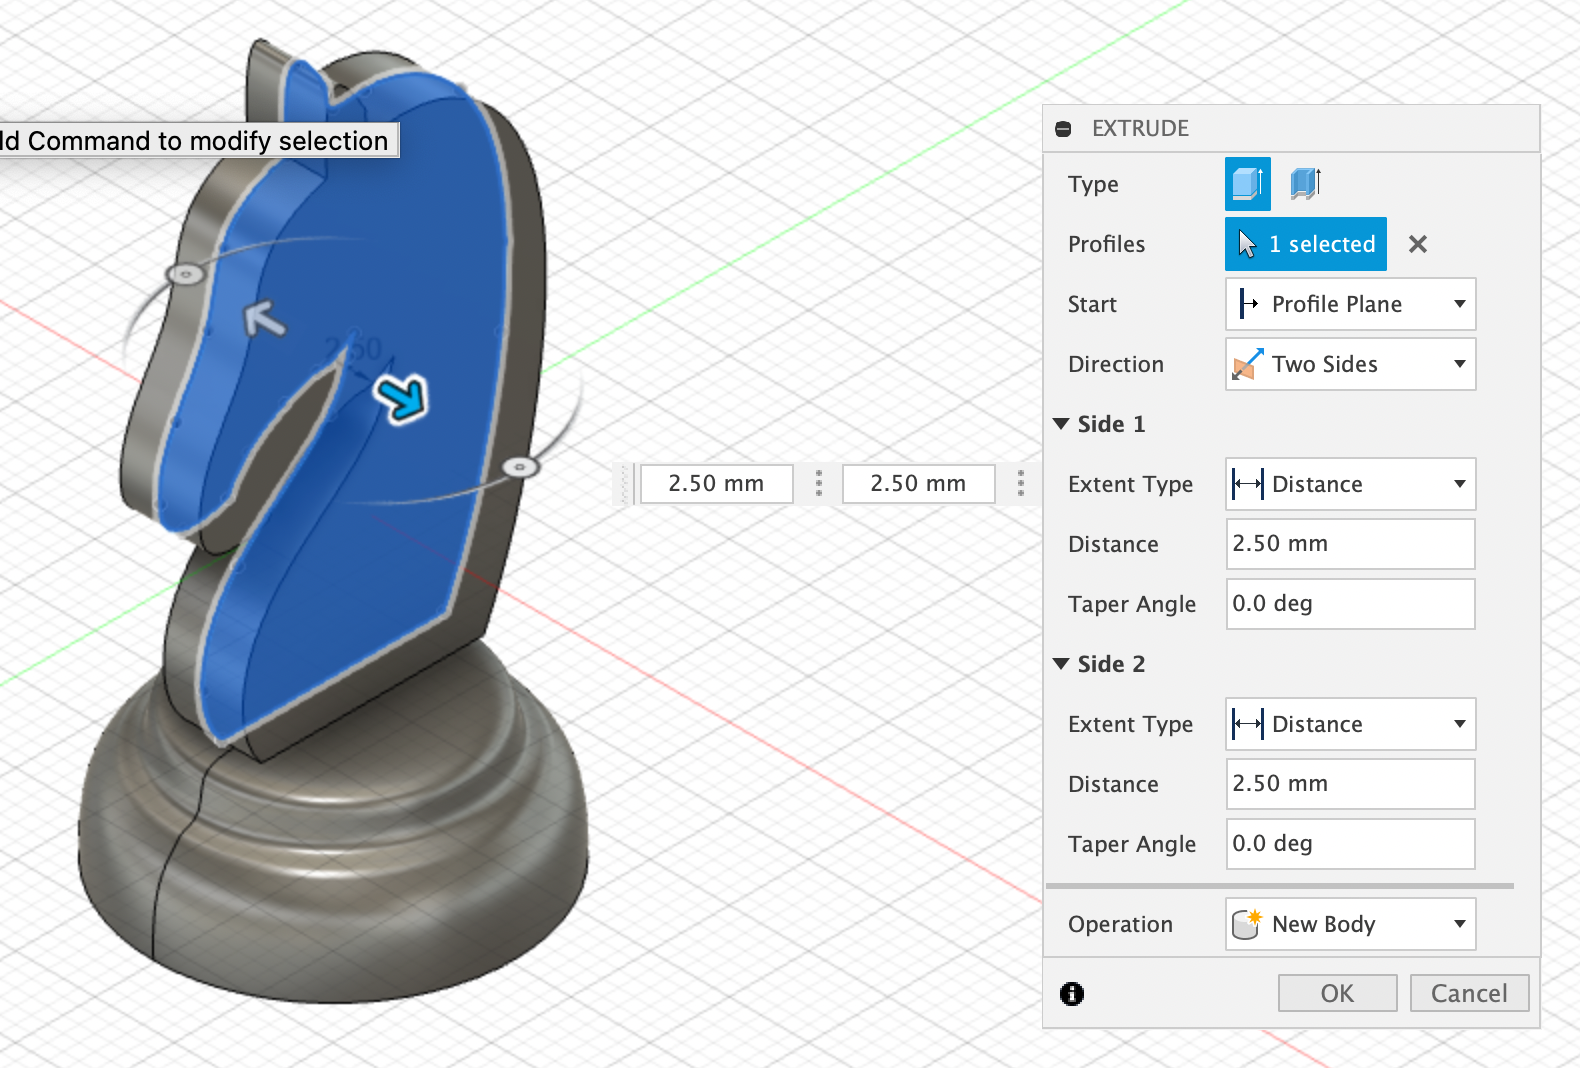 ld Command to modify selection
2.50
2.50 mm
2.50 mm
EXTRUDE
Type
Profiles
1 selected
Start
Profile Plane
Direction
Two Sides
Side 1
Extent Type
Distance
Distance
2.50 mm
Taper Angle
0.0 deg
Side 2
Extent Type
Distance
Distance
2.50 mm
Taper Angle
0.0 deg
Operation
New Body
OK
Cancel